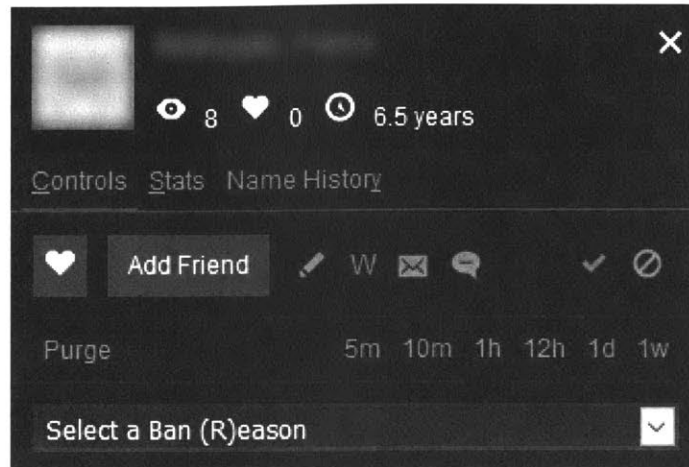 8 0 6.5 years
Controls Stats Name History
Add Friend W
Purge 5m 10m 1h 12h 1d 1w
Select a Ban (R)eason